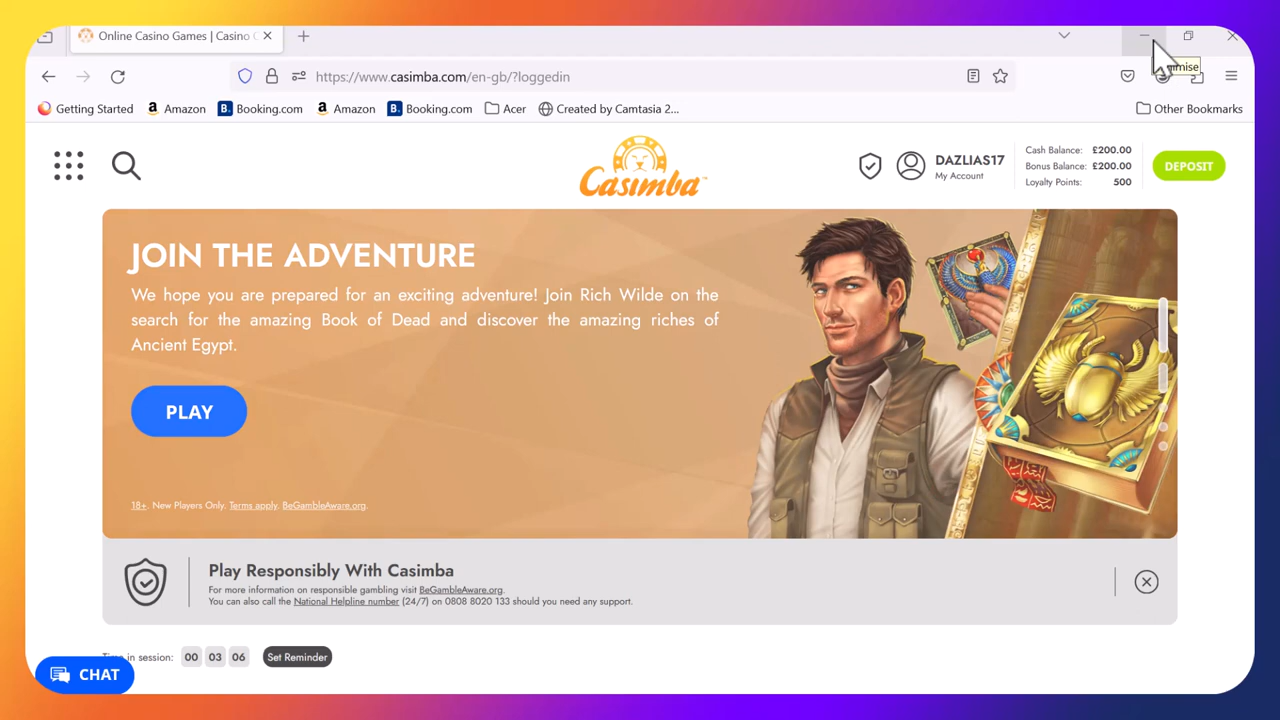 Online Casino Games | Casino
https://www.casimba.com/en-gb/?loggedin
Getting Started
Amazon
Booking.com
Amazon
Booking.com
Acer
Created by Camtasia 2...
Other Bookmarks
Casimba™
DAZLIAS17
My Account
Cash Balance: £200.00
Bonus Balance: £200.00
Loyalty Points: 500
DEPOSIT
JOIN THE ADVENTURE
We hope you are prepared for an exciting adventure! Join Rich Wilde on the
search for the amazing Book of Dead and discover the amazing riches of
Ancient Egypt.
PLAY
18+. New Players Only. Terms apply. BeGambleAware.org.
Play Responsibly With Casimba
For more information on responsible gambling visit BeGambleAware.org.
You can also call the National Helpline number (24/7) on 0808 8020 133 should you need any support.
in session: 00 03 06 Set Reminder
CHAT